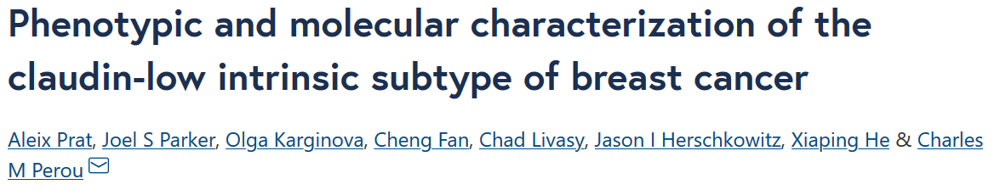 Phenotypic and molecular characterization of the
claudin-low intrinsic subtype of breast cancer
Aleix Prat, Joel S Parker, Olga Karginova, Cheng Fan, Chad Livasy, Jason I Herschkowitz, Xiaping He & Charles
M Perou